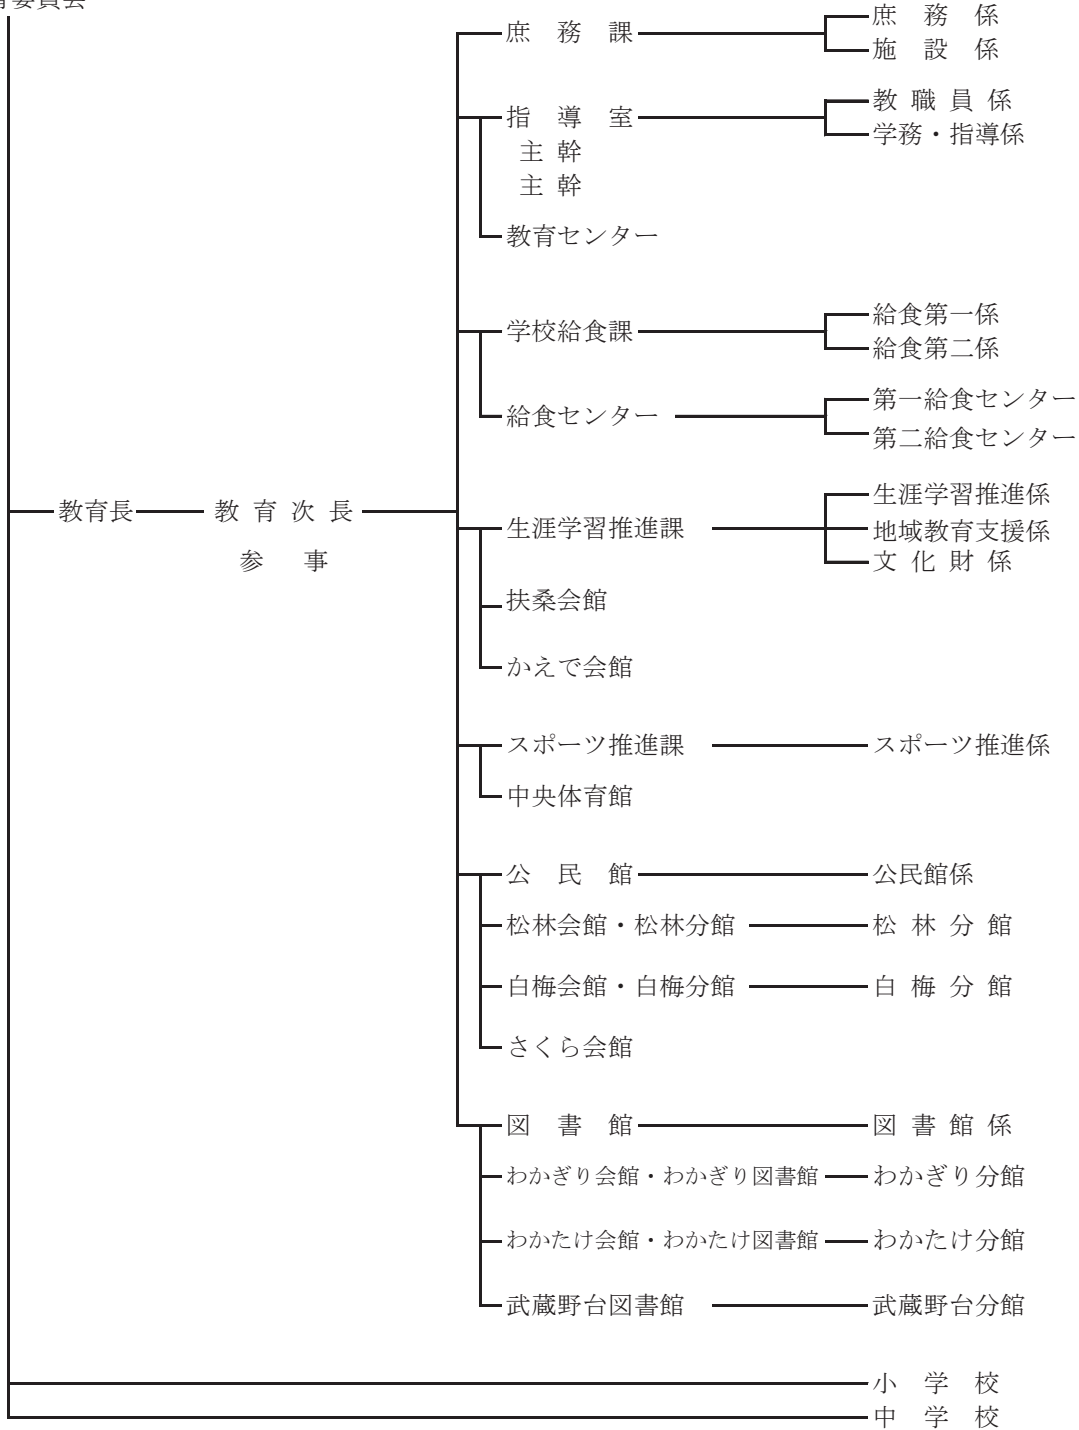 育委員会
庶務課
庶務係
施設係
指導室
教職員係
学務・指導係
主幹
主幹
教育センター
学校給食課
給食第一係
給食第二係
給食センター
第一給食センター
第二給食センター
教育長
教育次長
参事
生涯学習推進課
生涯学習推進係
地域教育支援係
文化財係
扶桑会館
かえで会館
スポーツ推進課
スポーツ推進係
中央体育館
公民館
公民館係
松林会館・松林分館
松林分館
白梅会館・白梅分館
白梅分館
さくら会館
図書館
図書館係
わかぎり会館・わかぎり図書館
わかぎり分館
わかたけ会館・わかたけ図書館
わかたけ分館
武蔵野台図書館
武蔵野台分館
小学校
中学校